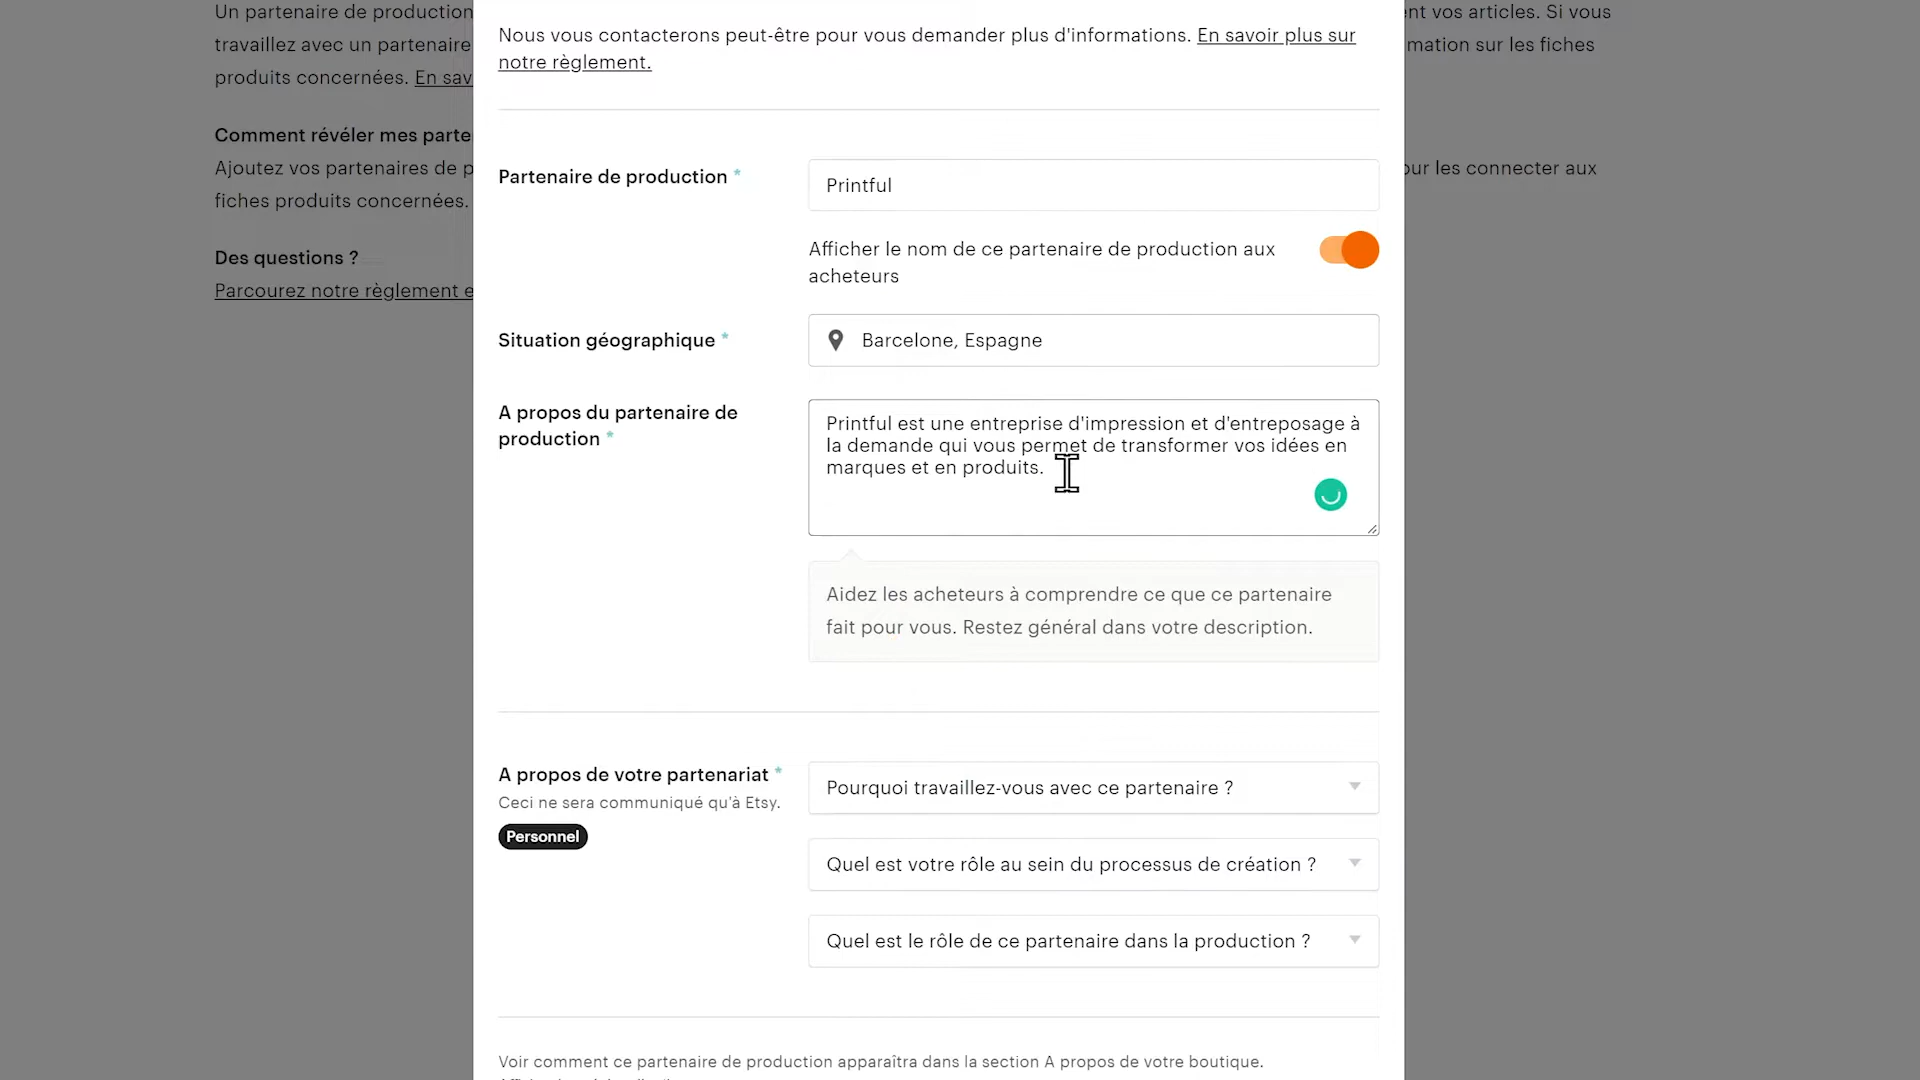 Un partenaire de production
nt vos articles. Si vous
travaillez avec un partenaire
mation sur les fiches
produits concernées. En sav
Comment révéler mes parte
Ajoutez vos partenaires de p
our les connecter aux
fiches produits concernées.
Des questions ?
Parcourez notre règlement e
Nous vous contacterons peut-être pour vous demander plus d'informations. En savoir plus sur
notre règlement.
Partenaire de production *
Printful
Afficher le nom de ce partenaire de production aux
acheteurs
Situation géographique *
Barcelone, Espagne
A propos du partenaire de
production *
Printful est une entreprise d'impression et d'entreposage à
la demande qui vous permet de transformer vos idées en
marques et en produits.
Aidez les acheteurs à comprendre ce que ce partenaire
fait pour vous. Restez général dans votre description.
A propos de votre partenariat *
Ceci ne sera communiqué qu'à Etsy.
Personnel
Pourquoi travaillez-vous avec ce partenaire ?
Quel est votre rôle au sein du processus de création ?
Quel est le rôle de ce partenaire dans la production ?
Voir comment ce partenaire de production apparaîtra dans la section A propos de votre boutique.